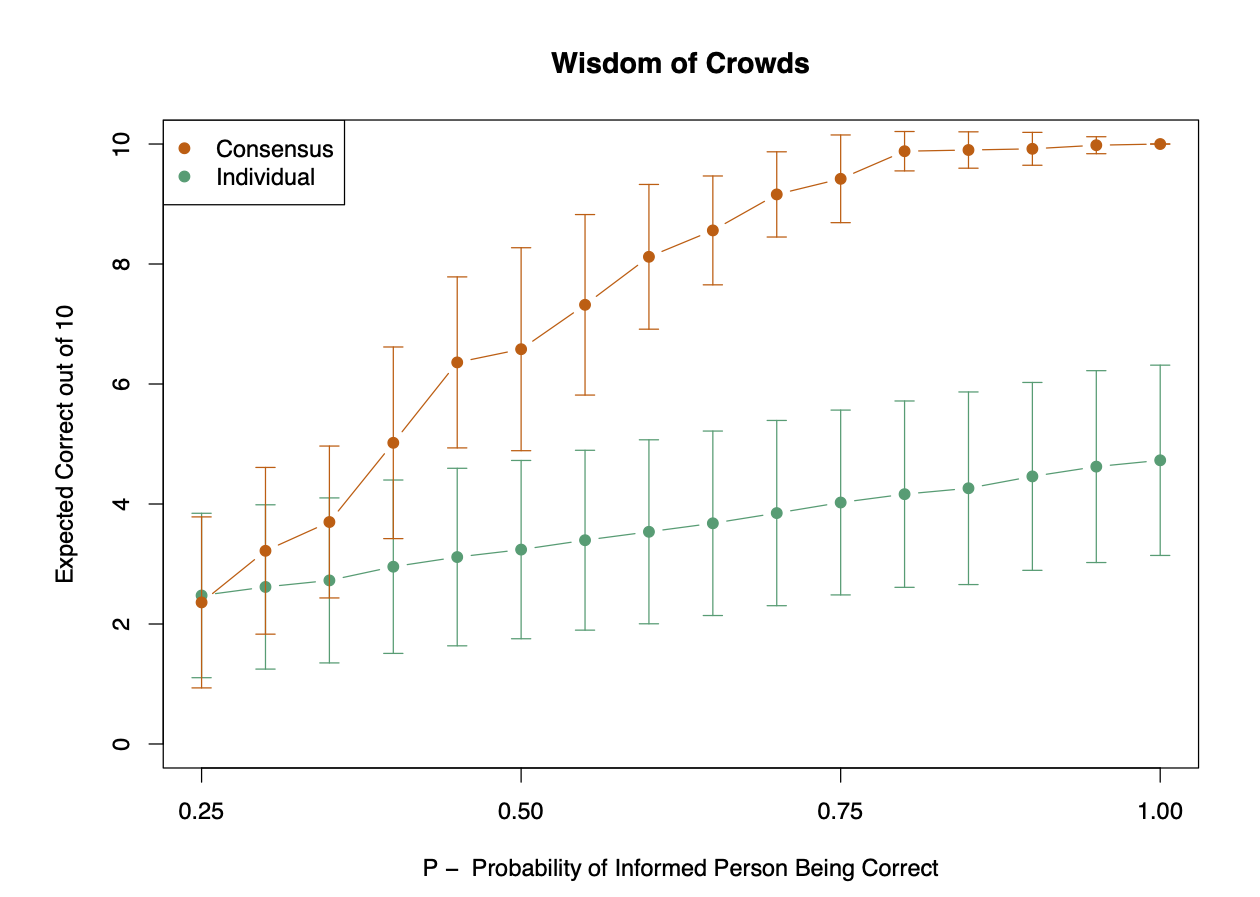 Wisdom of Crowds
Consensus
Individual
10
8
6
4
2
0
Expected Correct out of 10
0.25 0.50 0.75 1.00
P – Probability of Informed Person Being Correct